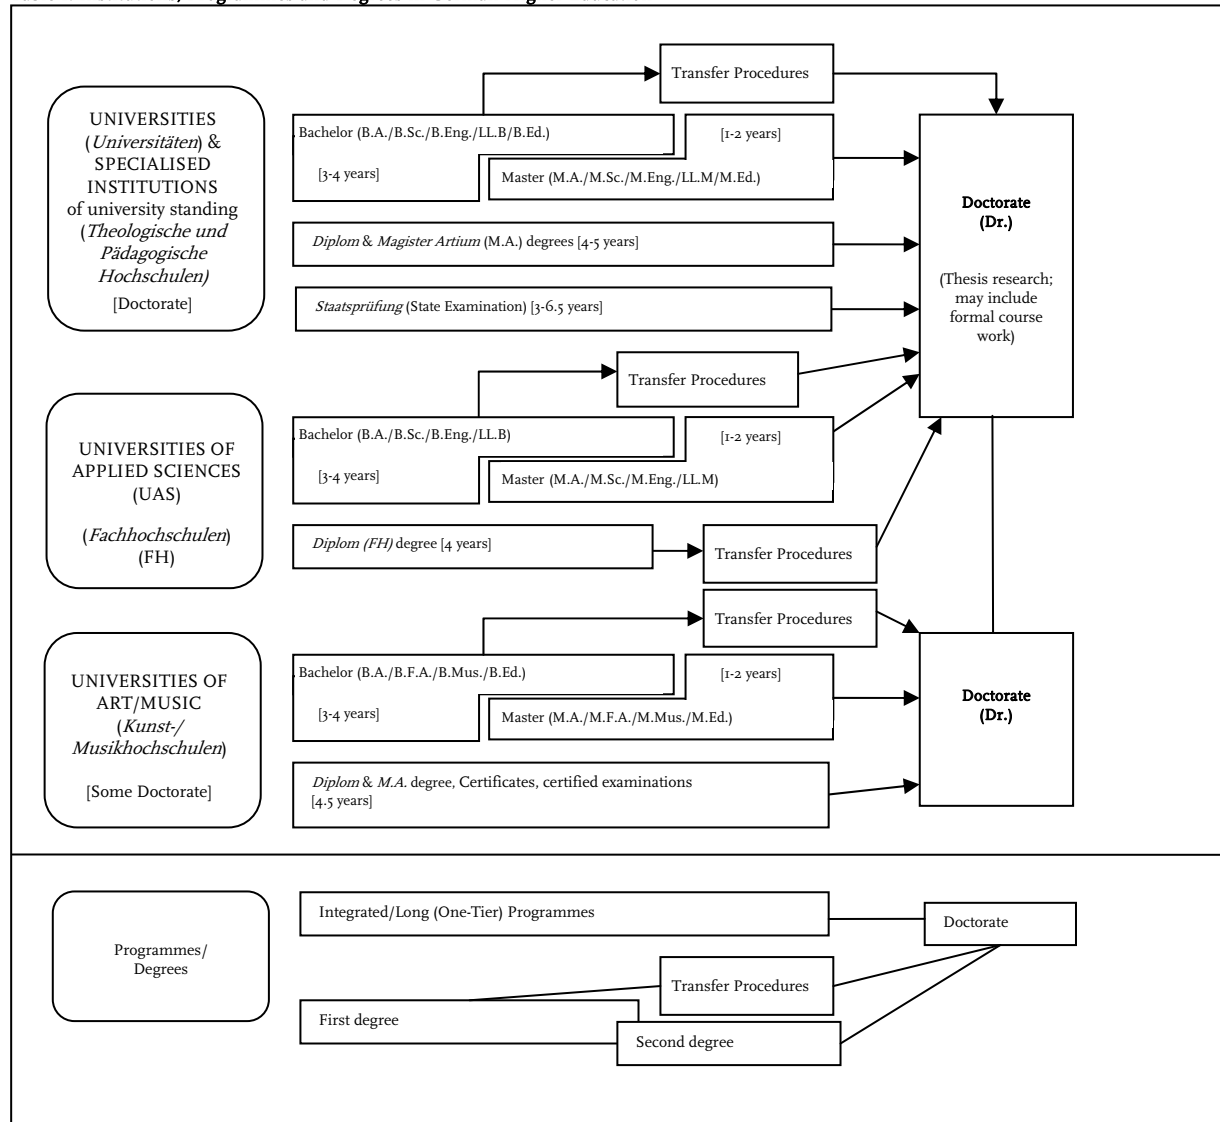 UNIVERSITIES
(Universitäten) &
SPECIALISED
INSTITUTIONS
of university standing
(Theologische und
Pädagogische
Hochschulen)
[Doctorate]
Transfer Procedures
Bachelor (B.A./B.Sc./B.Eng./LL.B/B.Ed.)
[3-4 years]
[1-2 years]
Master (M.A./M.Sc./M.Eng./LL.M/M.Ed.)
Diplom & Magister Artium (M.A.) degrees [4-5 years]
Staatsprüfung (State Examination) [3-6.5 years]
Doctorate
(Dr.)
(Thesis research;
may include
formal course
work)
UNIVERSITIES OF
APPLIED SCIENCES
(UAS)
(Fachhochschulen)
(FH)
Transfer Procedures
Bachelor (B.A./B.Sc./B.Eng./LL.B)
[3-4 years]
[1-2 years]
Master (M.A./M.Sc./M.Eng./LL.M)
Diplom (FH) degree [4 years]
Transfer Procedures
UNIVERSITIES OF
ART/MUSIC
(Kunst-/
Musikhochschulen)
[Some Doctorate]
Transfer Procedures
Bachelor (B.A./B.F.A./B.Mus./B.Ed.)
[3-4 years]
[1-2 years]
Master (M.A./M.F.A./M.Mus./M.Ed.)
Diplom & M.A. degree, Certificates, certified examinations
[4.5 years]
Doctorate
(Dr.)
Programmes/
Degrees
Integrated/Long (One-Tier) Programmes
Doctorate
Transfer Procedures
First degree
Second degree